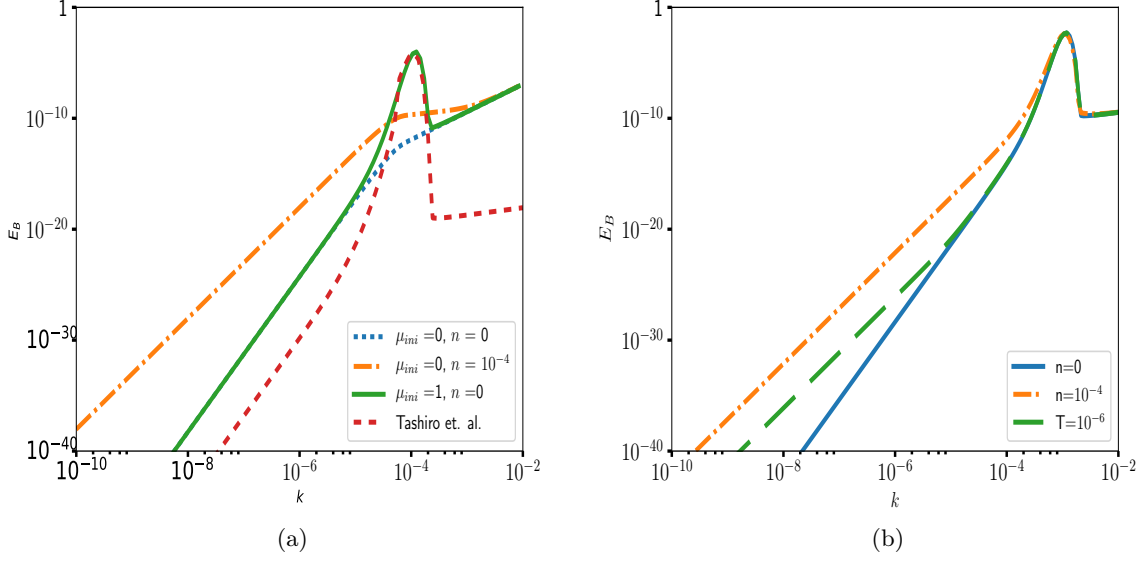 1
10⁻¹⁰
10⁻²⁰
10⁻³⁰
10⁻⁴⁰
E_B
10⁻¹⁰
10⁻⁸
10⁻⁶
10⁻⁴
10⁻²
k
μ_ini =0, n = 0
μ_ini =0, n = 10⁻⁴
μ_ini =1, n =0
Tashiro et. al.
(a)
1
10⁻¹⁰
10⁻²⁰
10⁻³⁰
10⁻⁴⁰
E_B
10⁻¹⁰
10⁻⁸
10⁻⁶
10⁻⁴
10⁻²
k
n=0
n=10⁻⁴
T=10⁻⁶
(b)